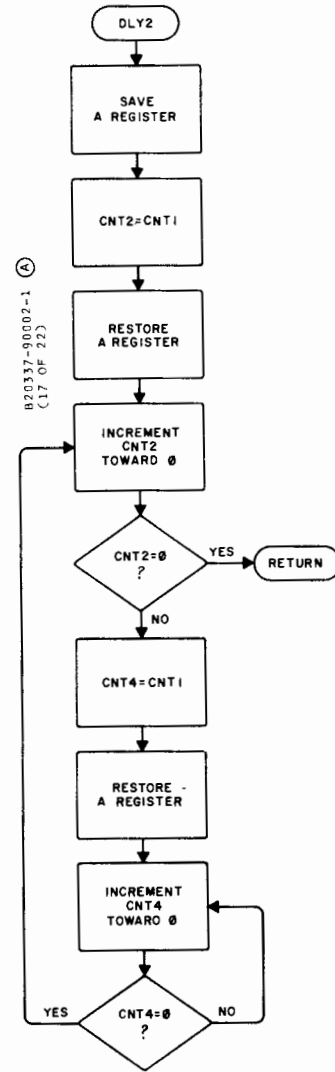 DLY2
SAVE
A REGISTER
CNT2=CNT1
RESTORE
A REGISTER
B20337-90002-1 Ⓐ
(17 OF 22)
INCREMENT
CNT2
TOWARD Ø
CNT2=Ø
?
YES
RETURN
NO
CNT4=CNT1
RESTORE -
A REGISTER
INCREMENT
CNT4
TOWARO Ø
YES
CNT4=Ø
?
NO